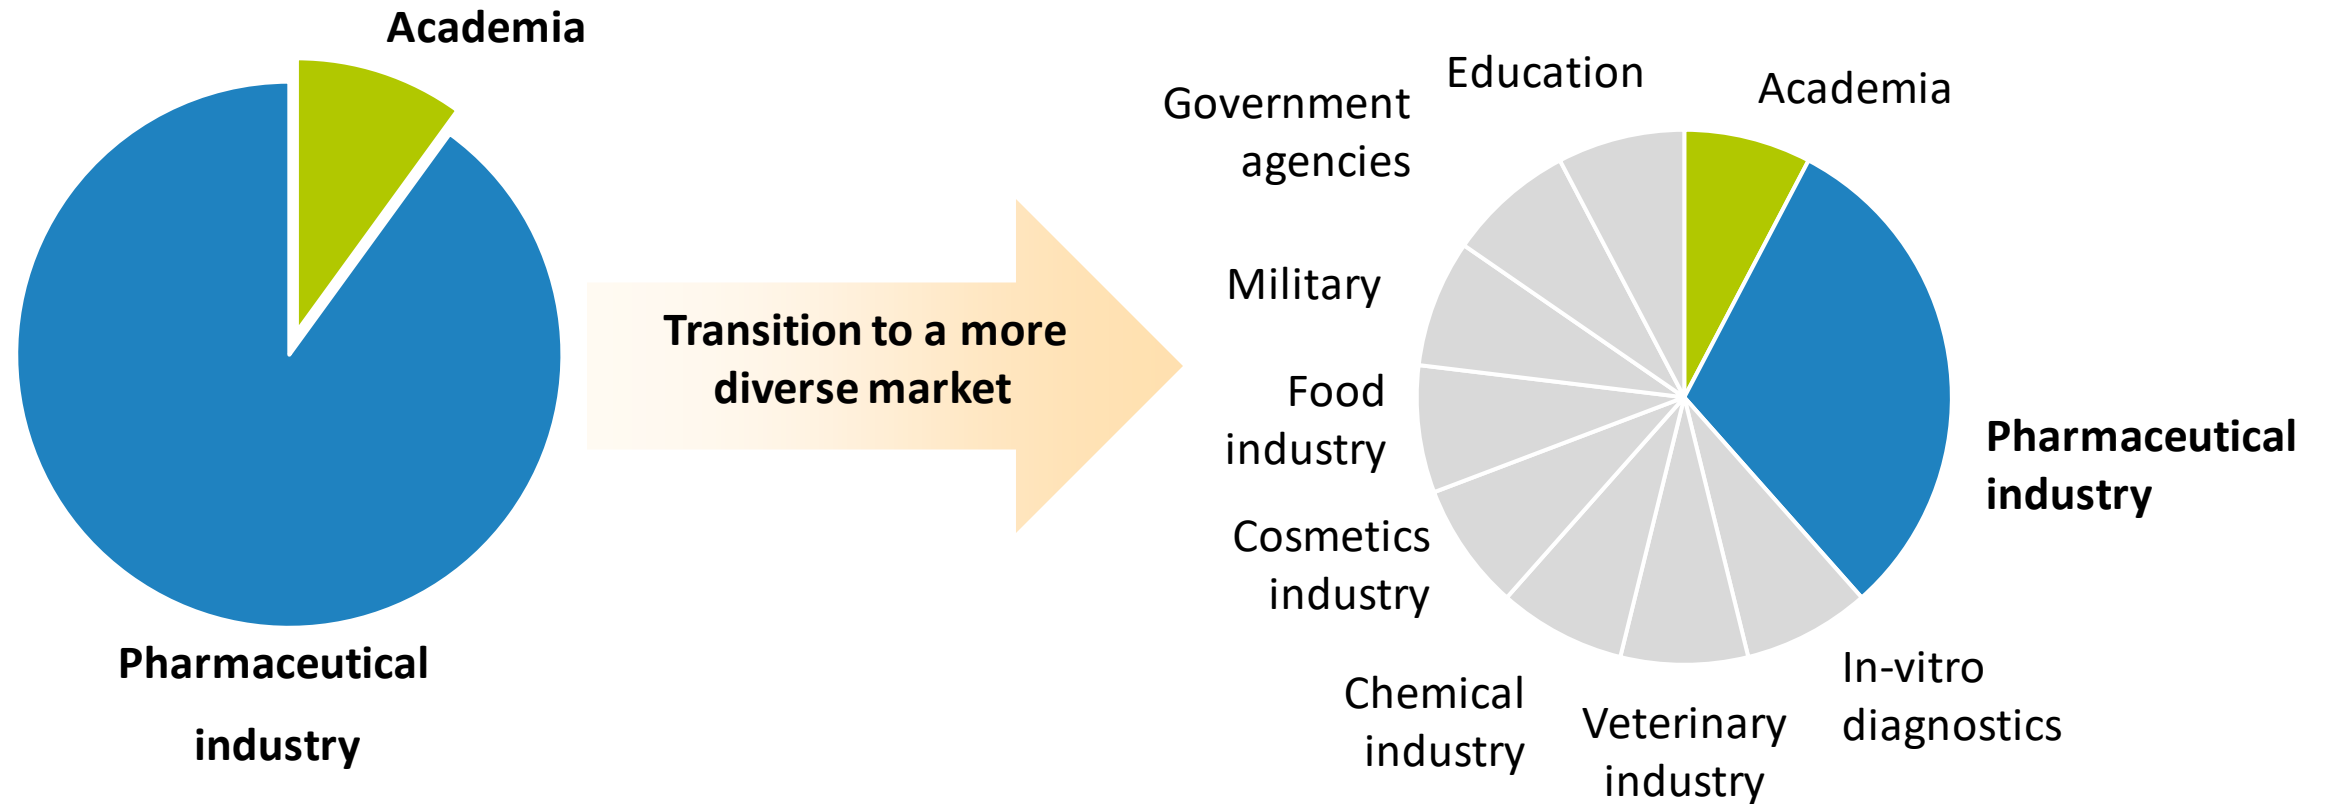 Academia
Pharmaceutical
industry
Transition to a more
diverse market
Education
Academia
Government
agencies
Military
Food
industry
Cosmetics
industry
Chemical
industry
Veterinary
industry
In-vitro
diagnostics
Pharmaceutical
industry